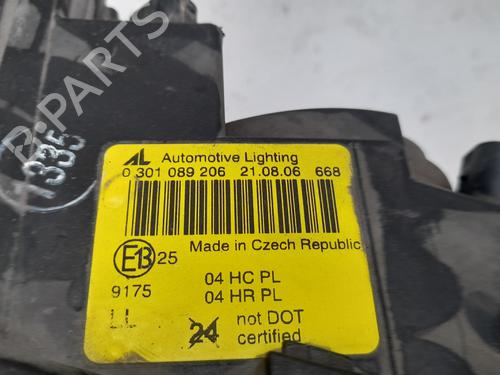 B-PARTS
1385
AL Automotive Lighting
0 301 089 206 21.08.06 668
Made in Czech Republic
E13 25
9175
04 HC PL
04 HR PL
LL
24 not DOT
certified